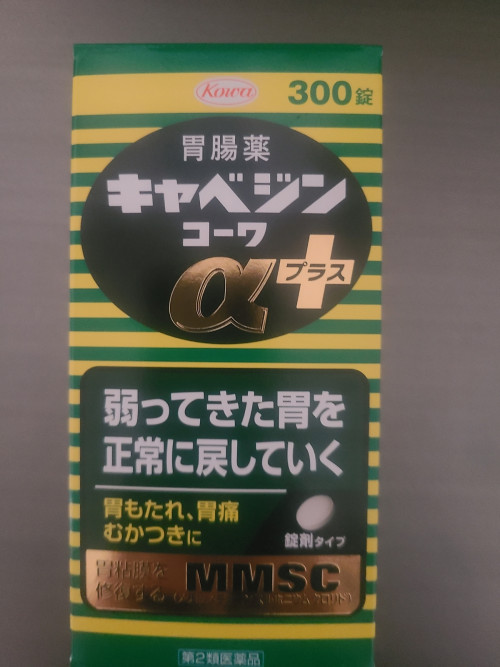 Kowa
300錠
胃腸薬
キャベジン
コーワ
α+プラス
弱ってきた胃を
正常に戻していく
胃もたれ、胃痛
むかつきに
錠剤タイプ
胃粘膜を
修復する
MMSC
第2類医薬品